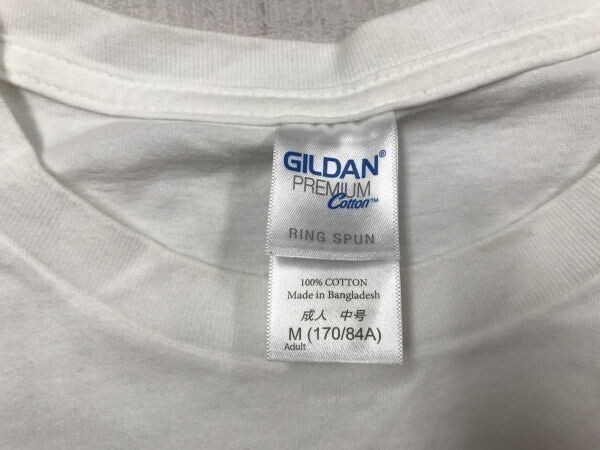 GILDAN®
PREMIUM
Cotton™
RING SPUN
100% COTTON
Made in Bangladesh
成人 中号
M (170/84A)
Adult